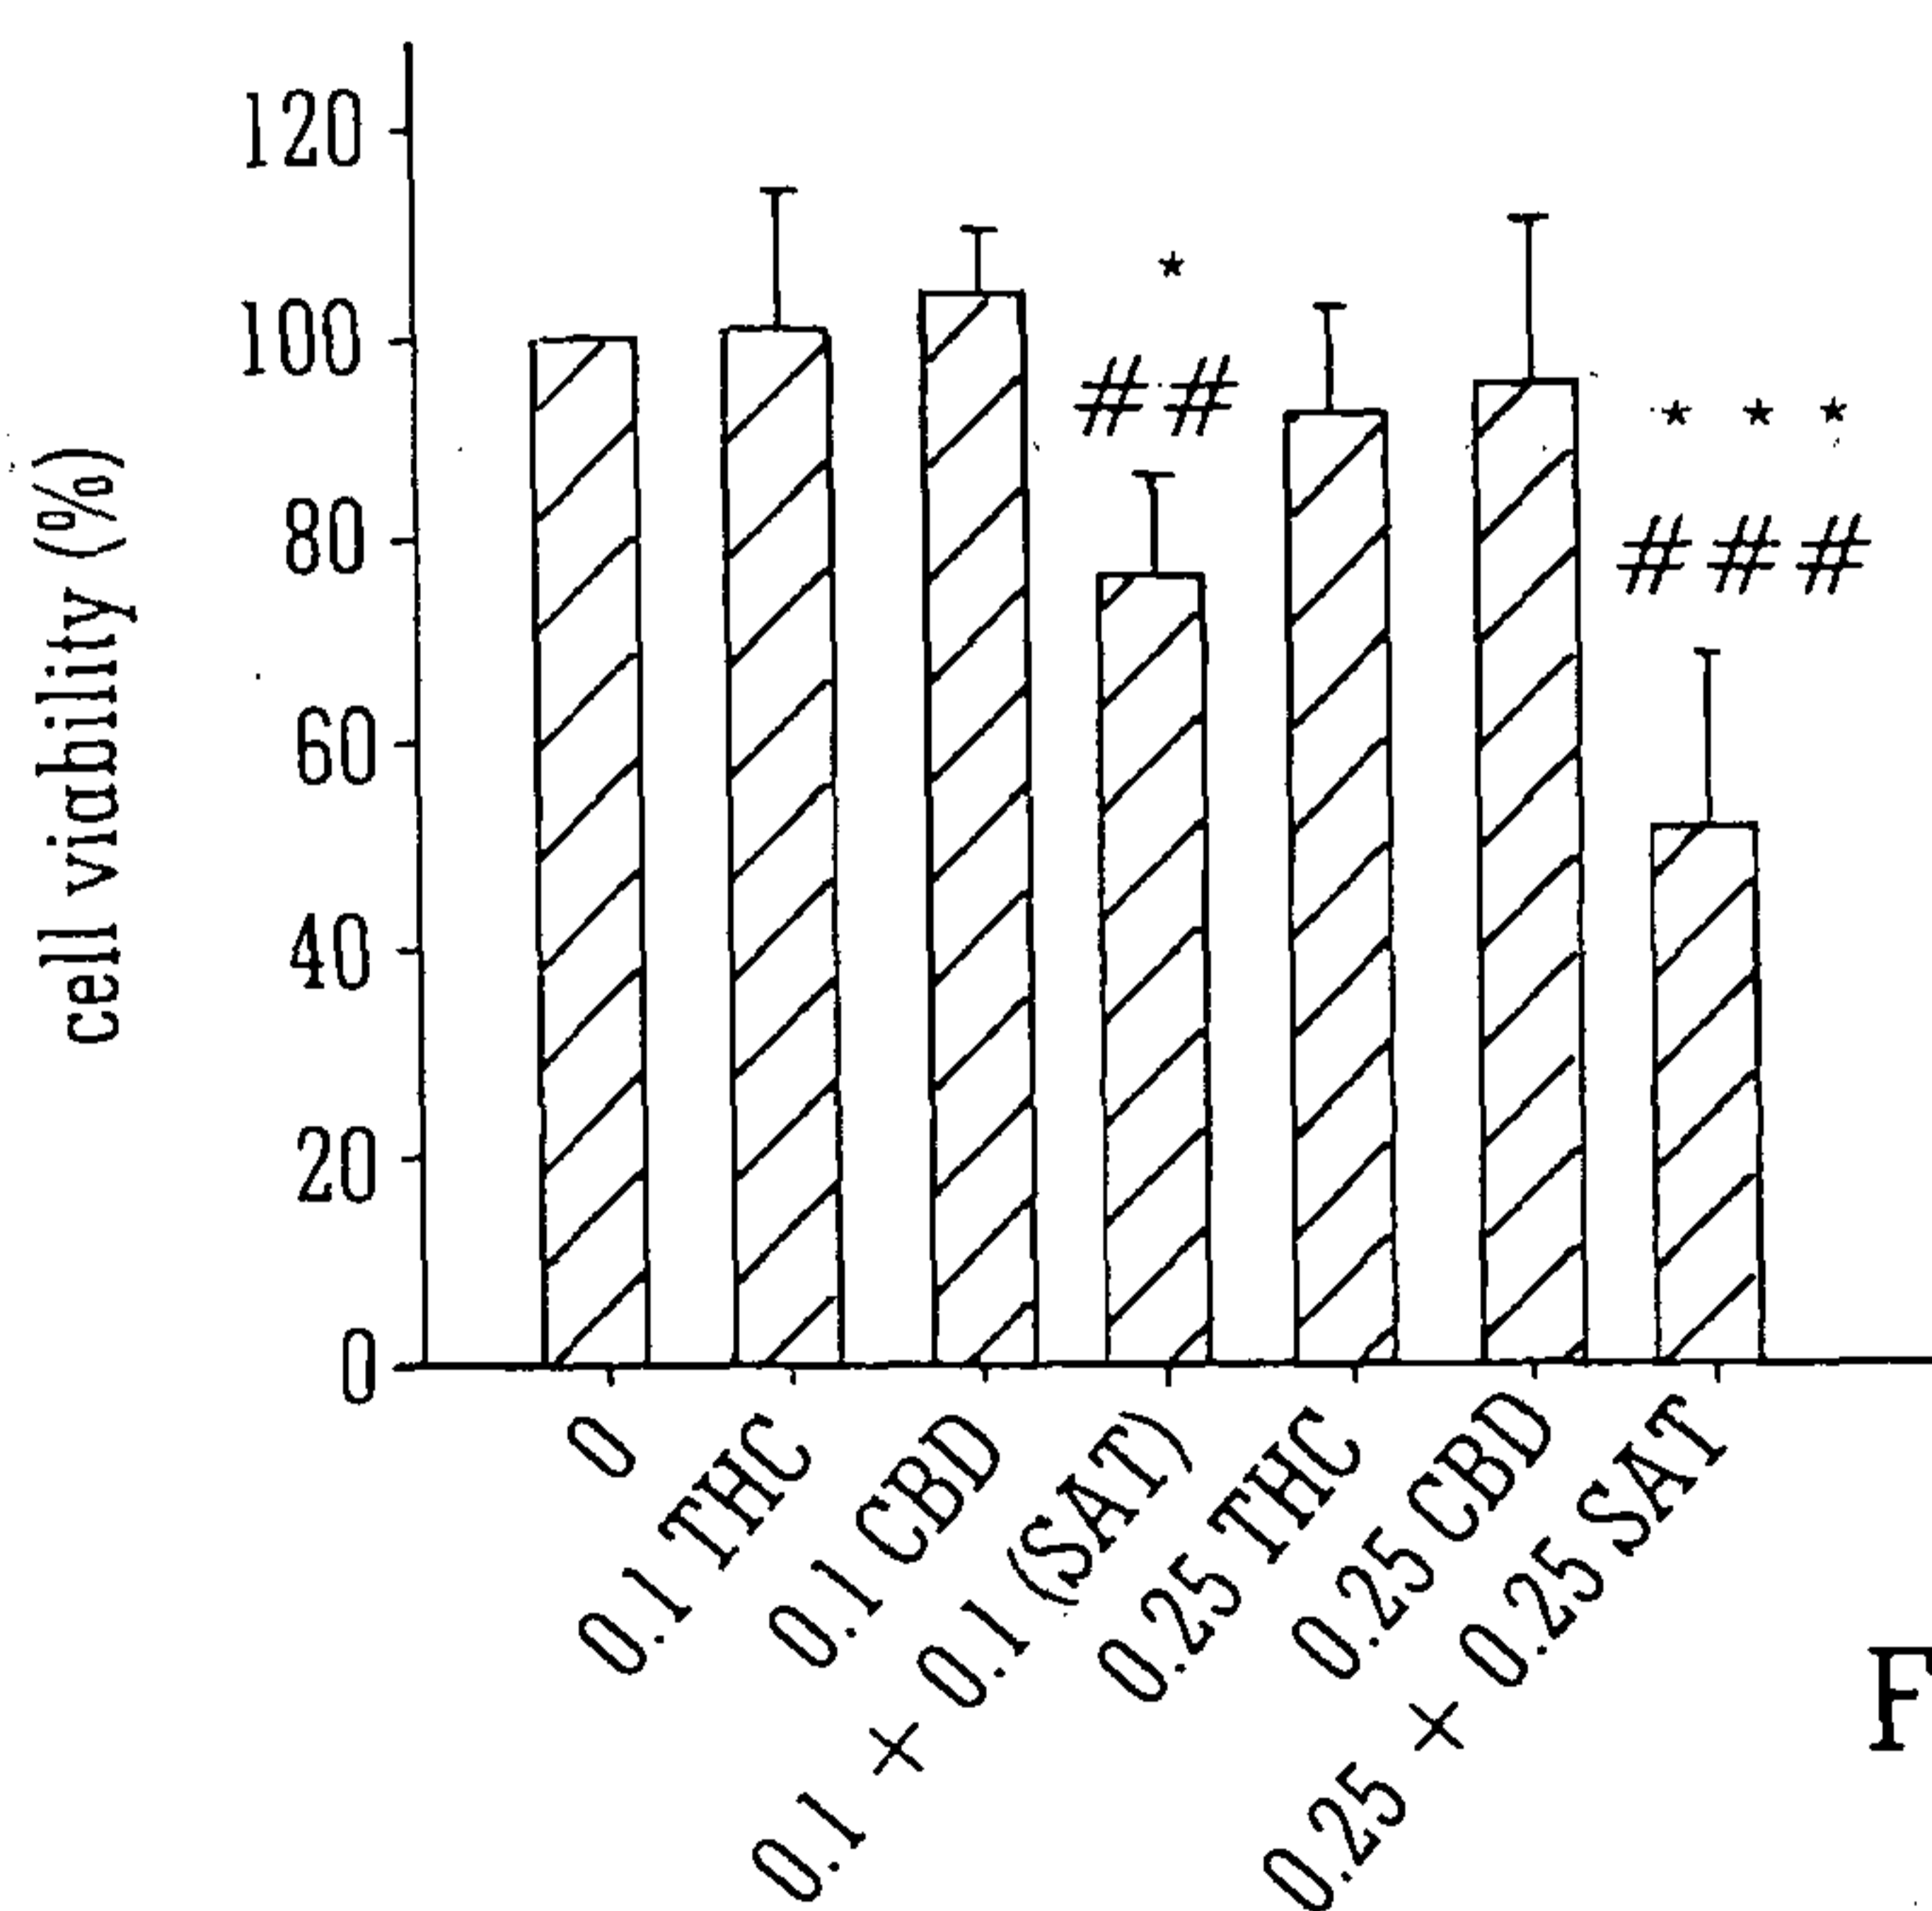 cell viability (%)
120
100
80
60
40
20
0
*
##
* * *
###
0
0.1 THC
0.1 CBD
0.1 + 0.1 (SAT)
0.25 THC
0.25 CBD
0.25 + 0.25 SAT
F